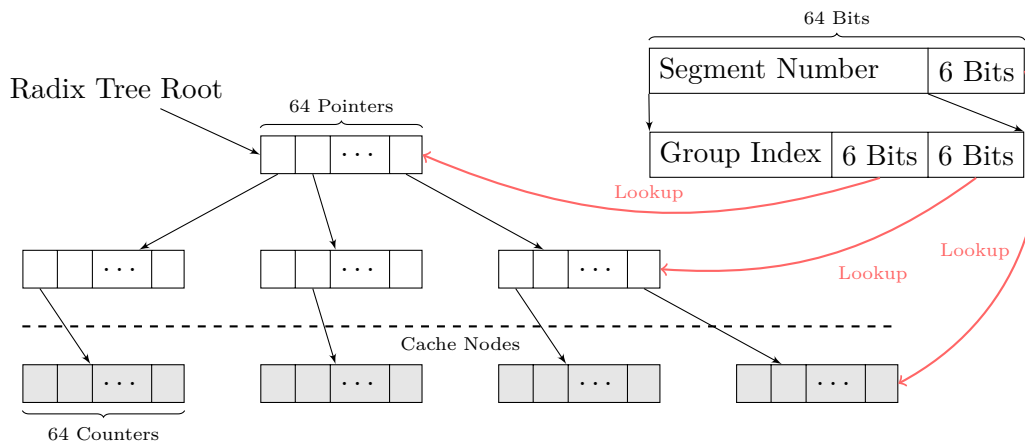 64 Bits
Segment Number 6 Bits
Radix Tree Root
64 Pointers
...
Group Index 6 Bits 6 Bits
Lookup
Lookup
Lookup
... ... ...
Cache Nodes
... ... ... ...
64 Counters